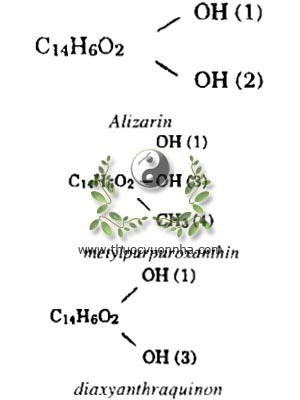 OH (1)
C₁₄H₆O₂
OH (2)
Alizarin
OH (1)
C₁₄H₅O₂ — OH (3)
CH₃ (4)
www.thuocvuonnha.com
metylpurpuroxanthin
OH (1)
C₁₄H₆O₂
OH (3)
diaxyanthraquinon